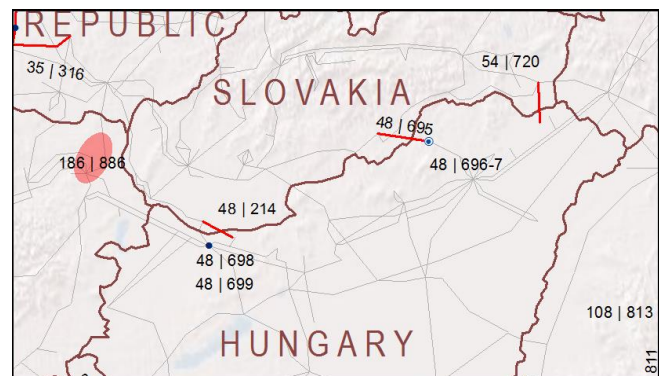 REPUBLIC
35 | 316
54 | 720
SLOVAKIA
48 | 695
186 | 886
48 | 696-7
48 | 214
48 | 698
48 | 699
108 | 813
HUNGARY
811